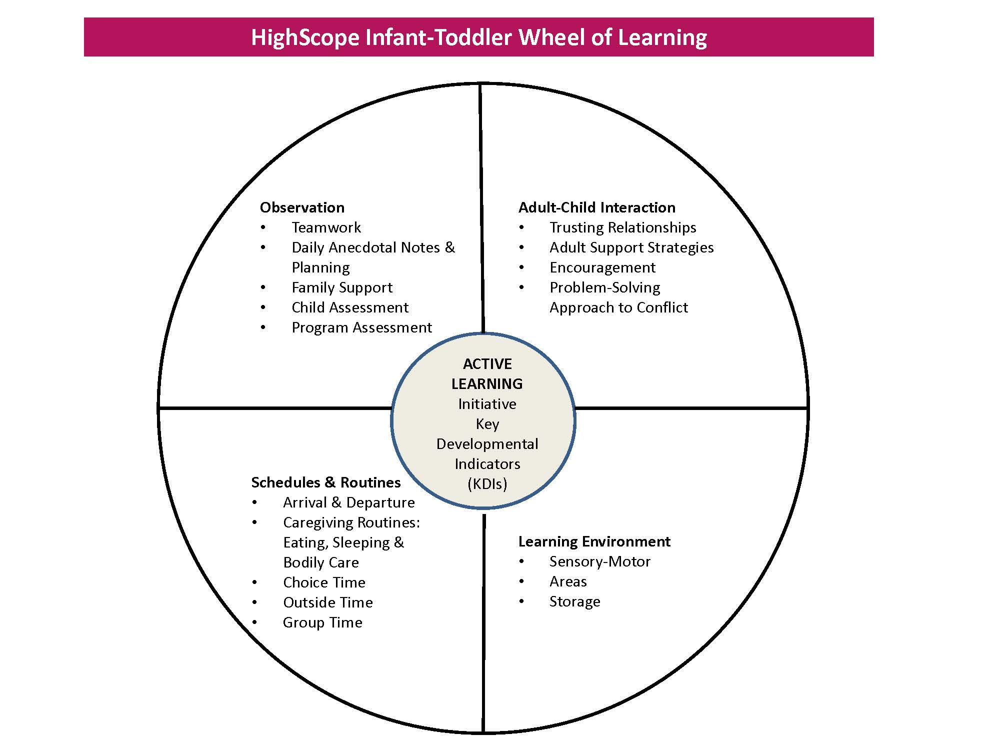 HighScope Infant-Toddler Wheel of Learning
Observation
• Teamwork
• Daily Anecdotal Notes &
Planning
• Family Support
• Child Assessment
• Program Assessment
Adult-Child Interaction
• Trusting Relationships
• Adult Support Strategies
• Encouragement
• Problem-Solving
Approach to Conflict
ACTIVE
LEARNING
Initiative
Key
Developmental
Indicators
(KDIs)
Schedules & Routines
• Arrival & Departure
• Caregiving Routines:
Eating, Sleeping &
Bodily Care
• Choice Time
• Outside Time
• Group Time
Learning Environment
• Sensory-Motor
• Areas
• Storage